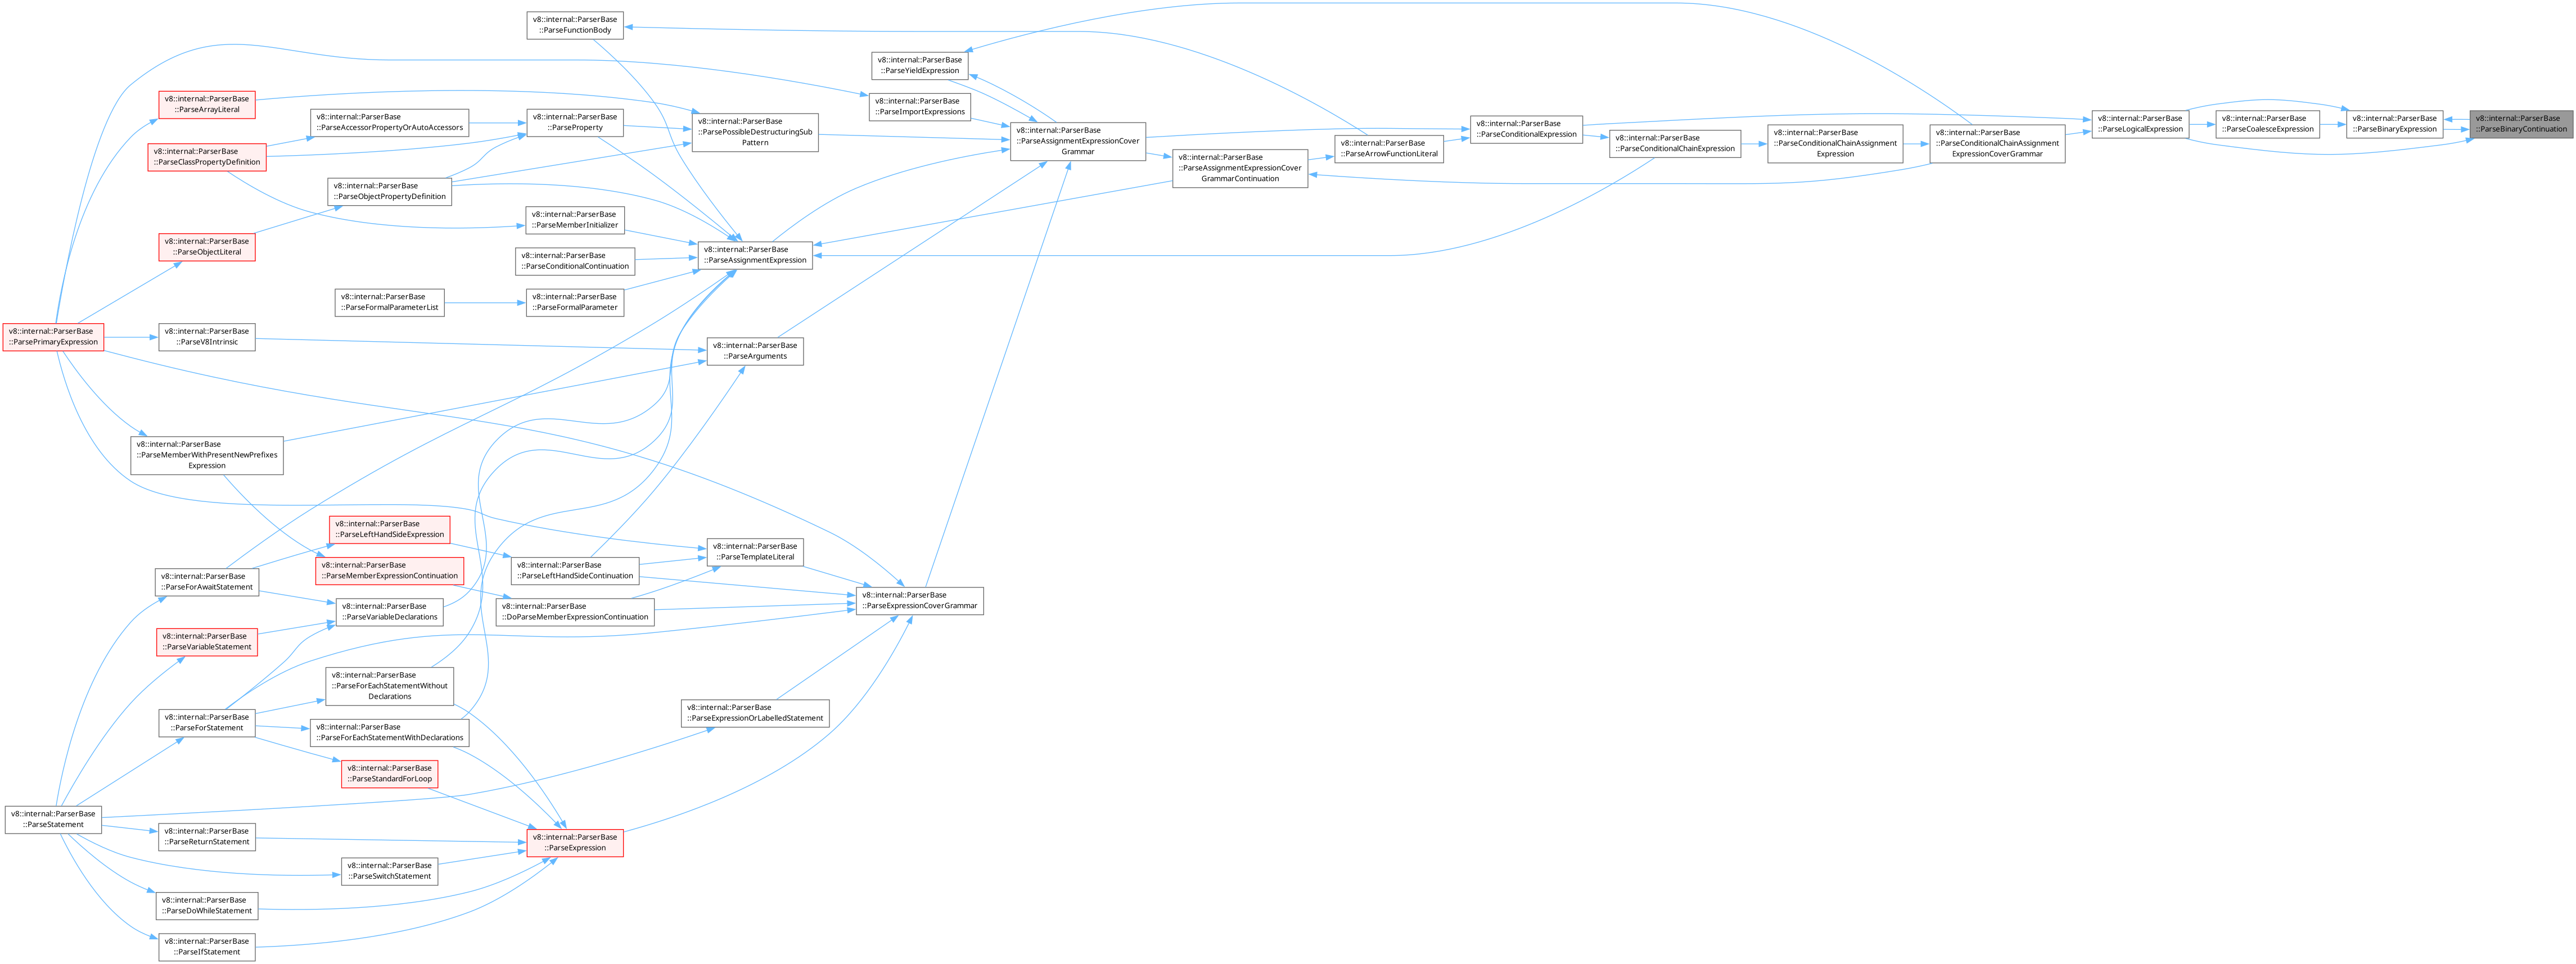 v8::internal::ParserBase
::ParseFunctionBody
v8::internal::ParserBase
::ParseYieldExpression
v8::internal::ParserBase
::ParseArrayLiteral
v8::internal::ParserBase
::ParseImportExpressions
v8::internal::ParserBase
::ParseAccessorPropertyOrAutoAccessors
v8::internal::ParserBase
::ParseProperty
v8::internal::ParserBase
::ParsePossibleDestructuringSub
Pattern
v8::internal::ParserBase
::ParseAssignmentExpressionCover
Grammar
v8::internal::ParserBase
::ParseConditionalExpression
v8::internal::ParserBase
::ParseLogicalExpression
v8::internal::ParserBase
::ParseCoalesceExpression
v8::internal::ParserBase
::ParseBinaryExpression
v8::internal::ParserBase
::ParseBinaryContinuation
v8::internal::ParserBase
::ParseArrowFunctionLiteral
v8::internal::ParserBase
::ParseConditionalChainExpression
v8::internal::ParserBase
::ParseConditionalChainAssignment
Expression
v8::internal::ParserBase
::ParseConditionalChainAssignment
ExpressionCoverGrammar
v8::internal::ParserBase
::ParseClassPropertyDefinition
v8::internal::ParserBase
::ParseAssignmentExpressionCover
GrammarContinuation
v8::internal::ParserBase
::ParseObjectPropertyDefinition
v8::internal::ParserBase
::ParseMemberInitializer
v8::internal::ParserBase
::ParseObjectLiteral
v8::internal::ParserBase
::ParseConditionalContinuation
v8::internal::ParserBase
::ParseAssignmentExpression
v8::internal::ParserBase
::ParseFormalParameterList
v8::internal::ParserBase
::ParseFormalParameter
v8::internal::ParserBase
::ParsePrimaryExpression
v8::internal::ParserBase
::ParseV8Intrinsic
v8::internal::ParserBase
::ParseArguments
v8::internal::ParserBase
::ParseMemberWithPresentNewPrefixes
Expression
v8::internal::ParserBase
::ParseLeftHandSideExpression
v8::internal::ParserBase
::ParseTemplateLiteral
v8::internal::ParserBase
::ParseForAwaitStatement
v8::internal::ParserBase
::ParseMemberExpressionContinuation
v8::internal::ParserBase
::ParseLeftHandSideContinuation
v8::internal::ParserBase
::ParseExpressionCoverGrammar
v8::internal::ParserBase
::ParseVariableDeclarations
v8::internal::ParserBase
::DoParseMemberExpressionContinuation
v8::internal::ParserBase
::ParseVariableStatement
v8::internal::ParserBase
::ParseForEachStatementWithout
Declarations
v8::internal::ParserBase
::ParseForStatement
v8::internal::ParserBase
::ParseForEachStatementWithDeclarations
v8::internal::ParserBase
::ParseExpressionOrLabelledStatement
v8::internal::ParserBase
::ParseStandardForLoop
v8::internal::ParserBase
::ParseStatement
v8::internal::ParserBase
::ParseReturnStatement
v8::internal::ParserBase
::ParseExpression
v8::internal::ParserBase
::ParseSwitchStatement
v8::internal::ParserBase
::ParseDoWhileStatement
v8::internal::ParserBase
::ParseIfStatement